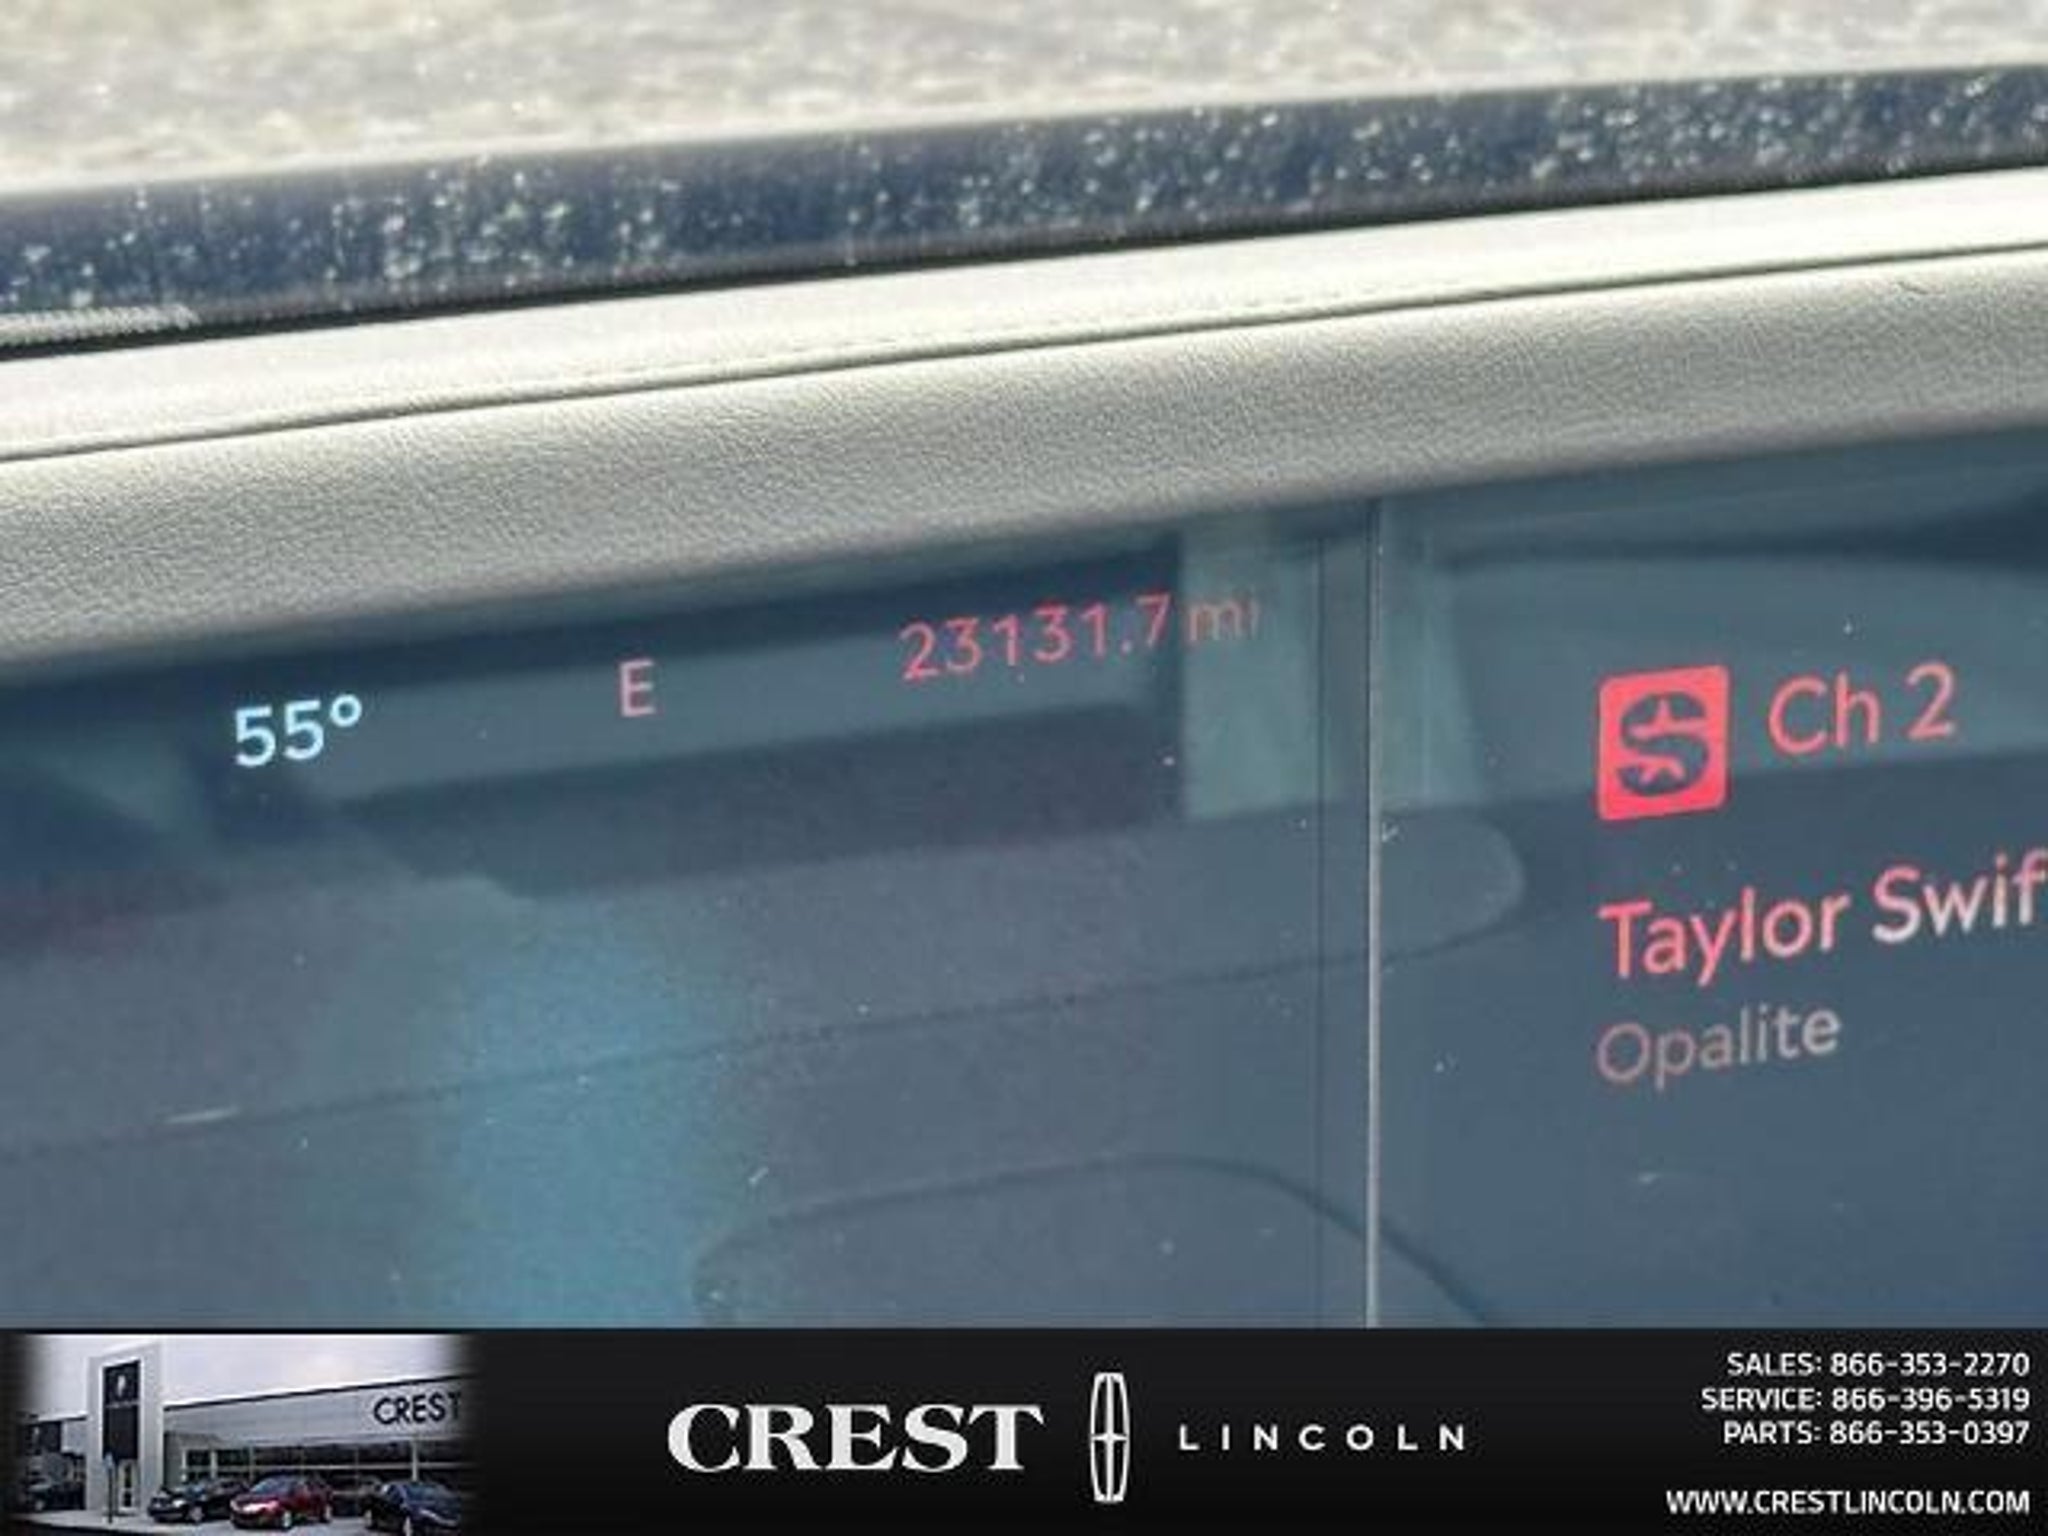 55° E 23131.7 mi
Ch 2
Taylor Swif
Opalite
CREST
CREST LINCOLN
SALES: 866-353-2270
SERVICE: 866-396-5319
PARTS: 866-353-0397
WWW.CRESTLINCOLN.COM